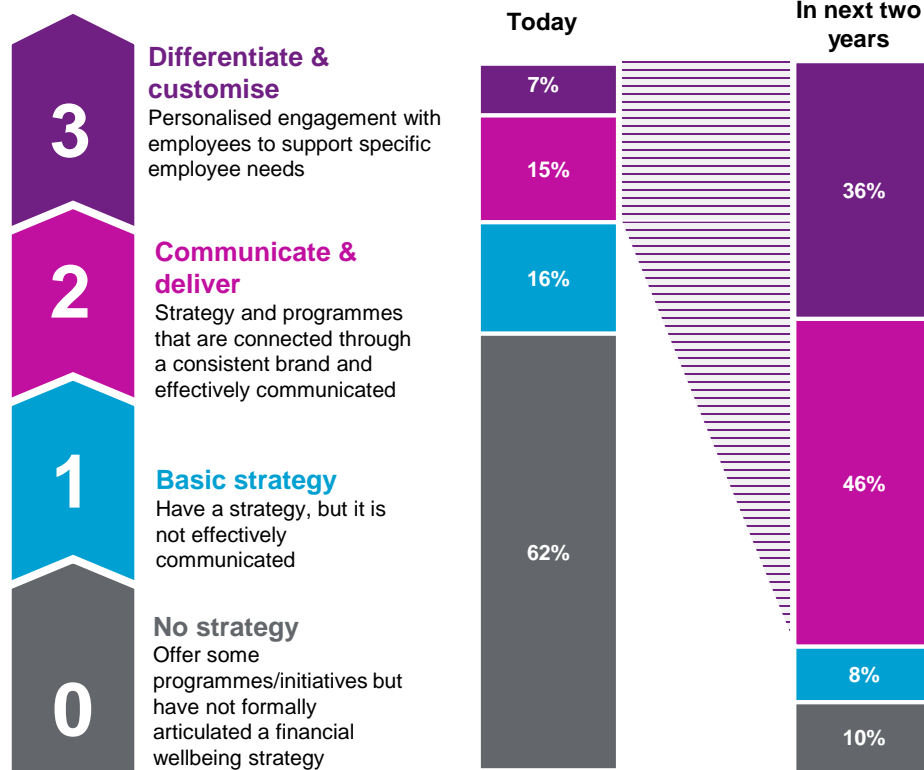 Today
In next two
years
3
Differentiate &
customise
Personalised engagement with
employees to support specific
employee needs
7%
15%
36%
2
Communicate &
deliver
Strategy and programmes
that are connected through
a consistent brand and
effectively communicated
16%
46%
1
Basic strategy
Have a strategy, but it is
not effectively
communicated
62%
0
No strategy
Offer some
programmes/initiatives but
have not formally
articulated a financial
wellbeing strategy
8%
10%